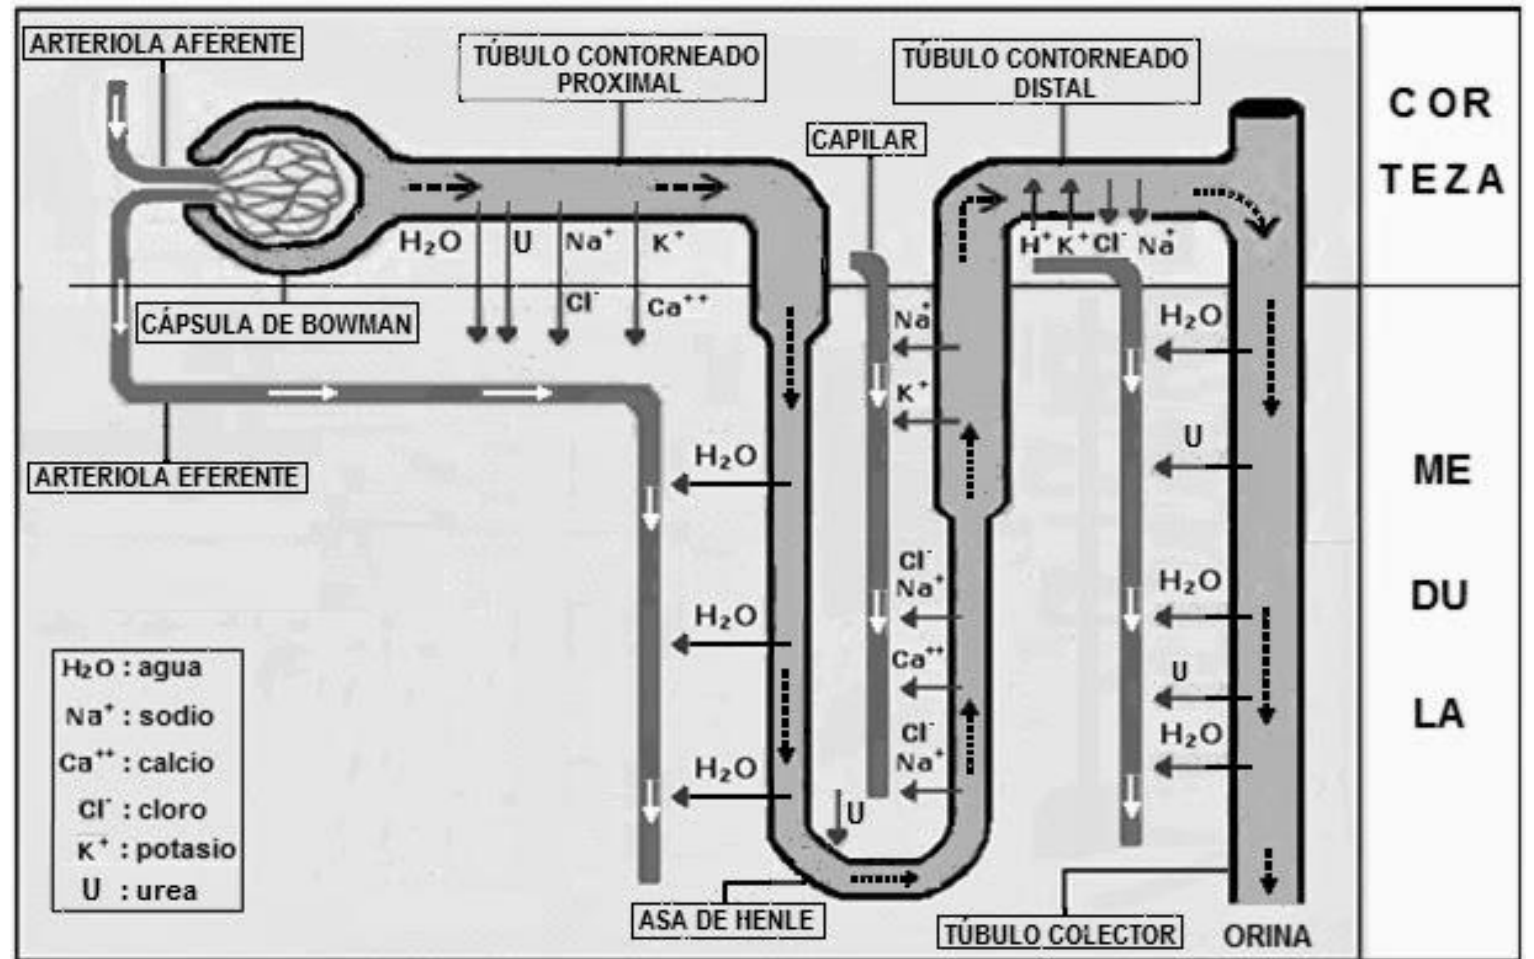 ARTERIOLA AFERENTE
TÚBULO CONTORNEADO
PROXIMAL
TÚBULO CONTORNEADO
DISTAL
CAPILAR
COR
TEZA
H₂O
U
Na⁺
K⁺
Cl⁻
Ca⁺⁺
H⁺ K⁺ Cl⁻ Na⁺
CÁPSULA DE BOWMAN
Na⁺
K⁺
H₂O
U
ARTERIOLA EFERENTE
H₂O
H₂O
H₂O
Cl⁻
Na⁺
Ca⁺⁺
Cl⁻
Na⁺
U
H₂O
U
H₂O
ME
DU
LA
H₂O : agua
Na⁺ : sodio
Ca⁺⁺ : calcio
Cl⁻ : cloro
K⁺ : potasio
U : urea
ASA DE HENLE
TÚBULO COLECTOR
ORINA